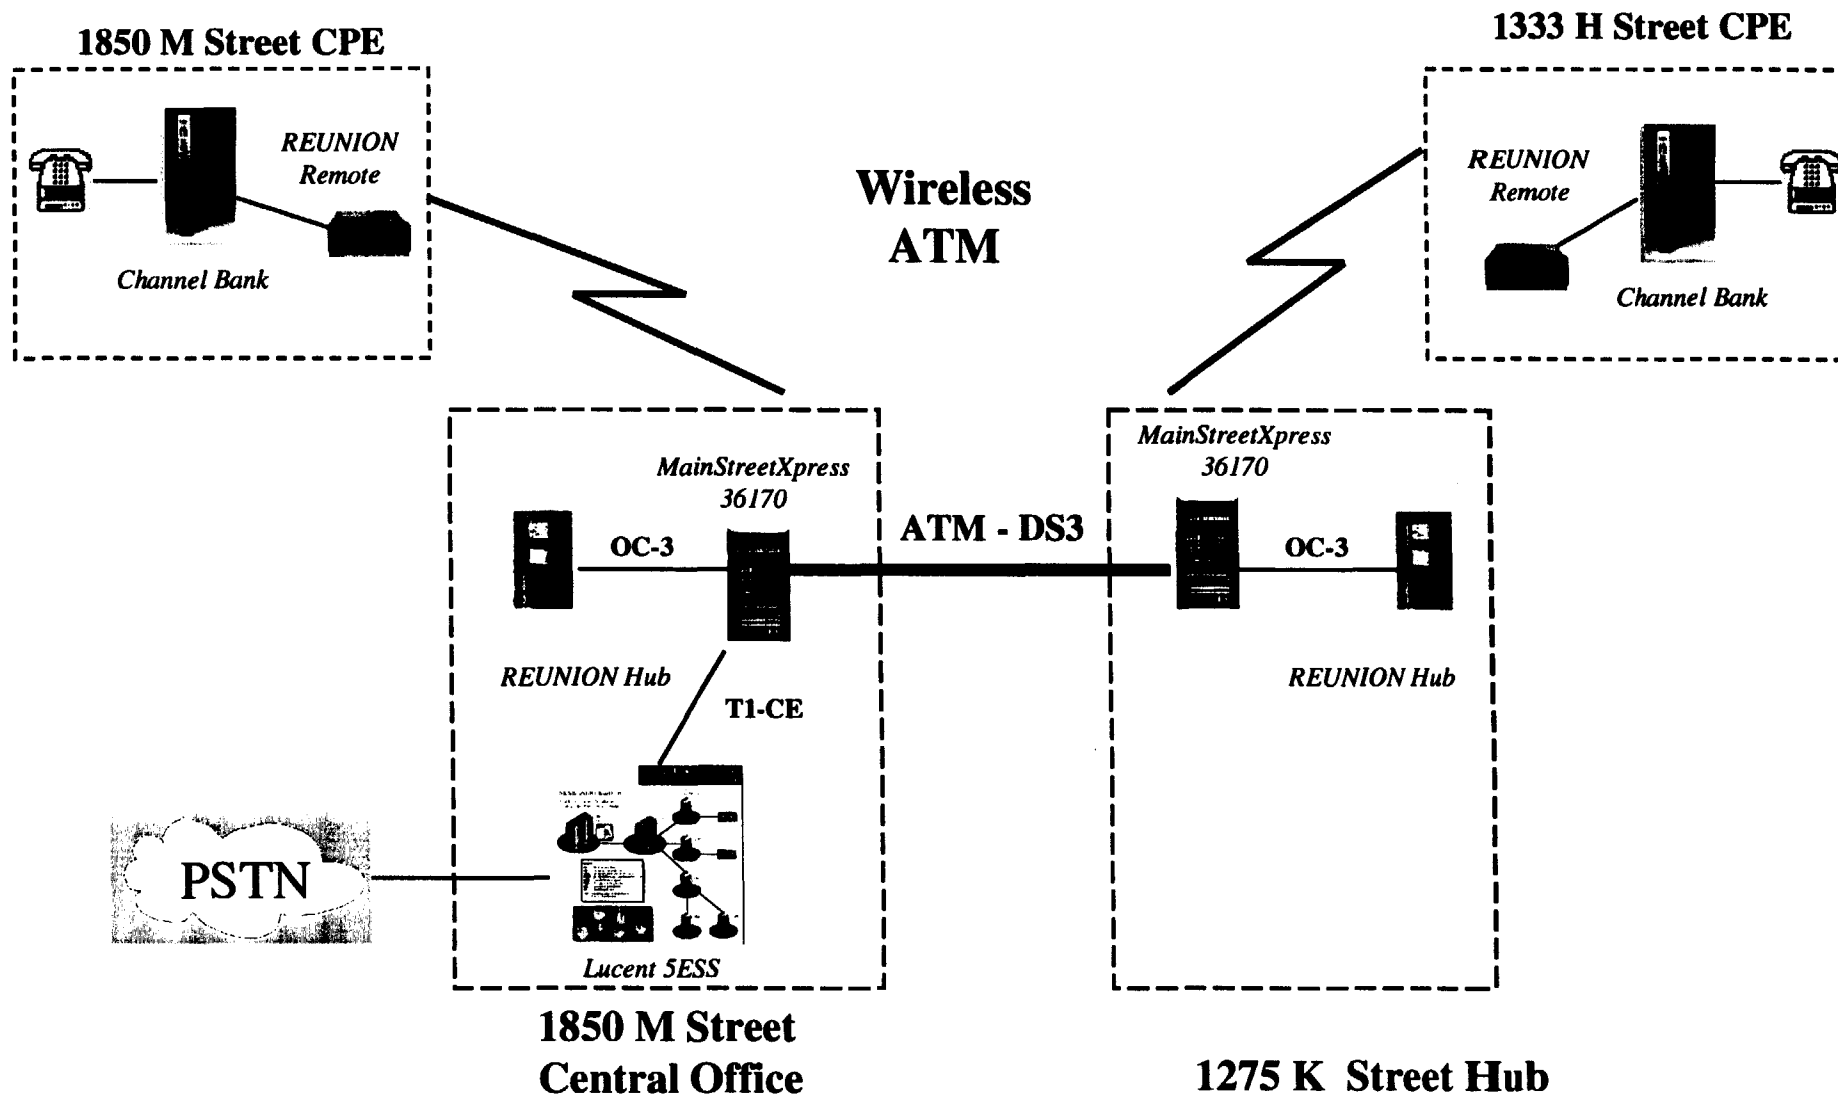 1850 M Street CPE
1333 H Street CPE
REUNION
Remote
Channel Bank
Wireless
ATM
REUNION
Remote
Channel Bank
MainStreetXpress
36170
OC-3
REUNION Hub
T1-CE
ATM - DS3
MainStreetXpress
36170
OC-3
REUNION Hub
PSTN
Lucent 5ESS
1850 M Street
Central Office
1275 K Street Hub